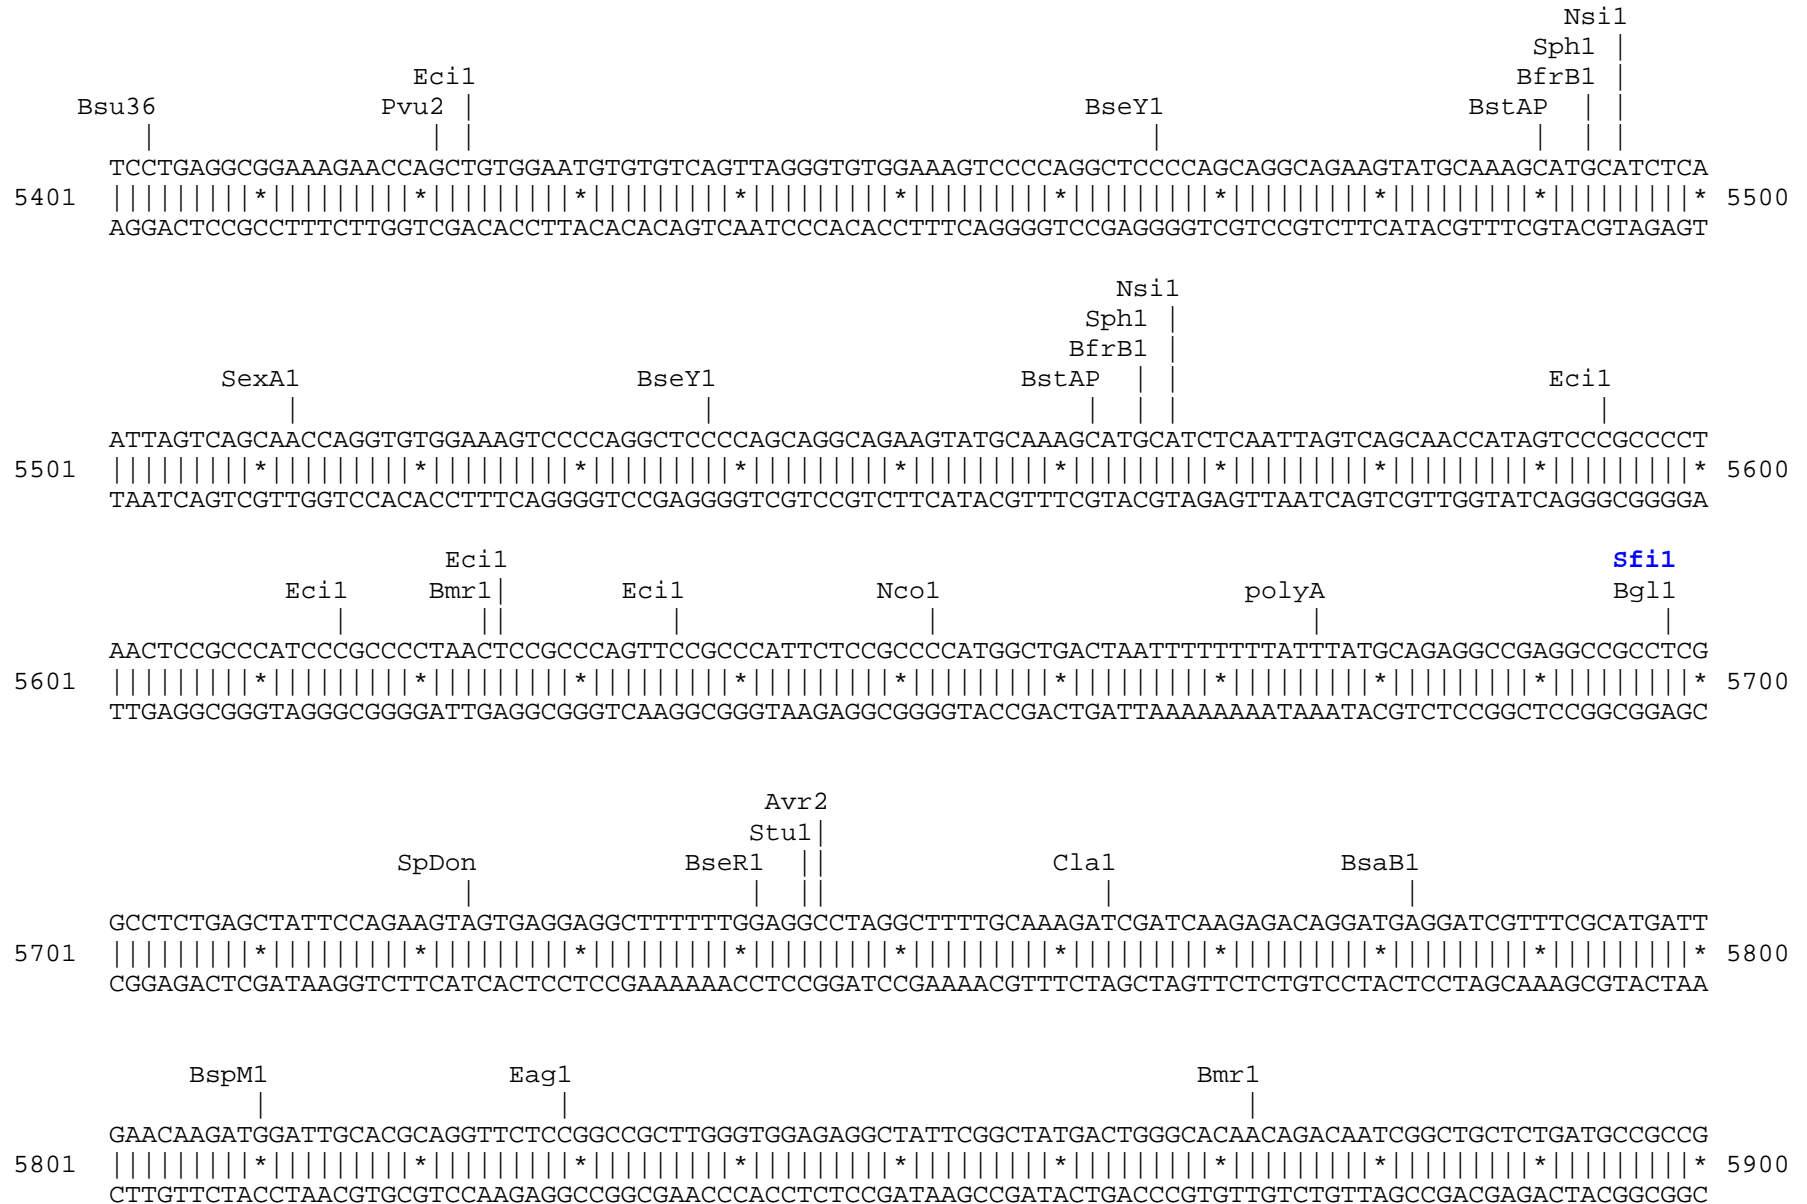 Nsi1
Sph1 |
Eci1 BfrB1 |
Bsu36 Pvu2 | BseY1 BstAP | |
| | | | | | |
TCCTGAGGCGGAAAGAACCAGCTGTGGAATGTGTGTCAGTTAGGGTGTGGAAAGTCCCCAGGCTCCCCAGCAGGCAGAAGTATGCAAAGCATGCATCTCA
5401 |||||||||*|||||||||*|||||||||*|||||||||*|||||||||*|||||||||*|||||||||*|||||||||*|||||||||*|||||||||* 5500
AGGACTCCGCCTTTCTTGGTCGACACCTTACACACAGTCAATCCCACACCTTTCAGGGGTCCGAGGGGTCGTCCGTCTTCATACGTTTCGTACGTAGAGT
Nsi1
Sph1 |
BfrB1 |
SexA1 BseY1 BstAP | | Eci1
| | | | | |
ATTAGTCAGCAACCAGGTGTGGAAAGTCCCCAGGCTCCCCAGCAGGCAGAAGTATGCAAAGCATGCATCTCAATTAGTCAGCAACCATAGTCCCGCCCCT
5501 |||||||||*|||||||||*|||||||||*|||||||||*|||||||||*|||||||||*|||||||||*|||||||||*|||||||||*|||||||||* 5600
TAATCAGTCGTTGGTCCACACCTTTCAGGGGTCCGAGGGGTCGTCCGTCTTCATACGTTTCGTACGTAGAGTTAATCAGTCGTTGGTATCAGGGCGGGGA
Eci1 Sfi1
Eci1 Bmr1| Eci1 Nco1 polyA Bgl1
| || | | | |
AACTCCGCCCATCCCGCCCCTAACTCCGCCCAGTTCCGCCCATTCTCCGCCCCATGGCTGACTAATTTTTTTTATTTATGCAGAGGCCGAGGCCGCCTCG
5601 |||||||||*|||||||||*|||||||||*|||||||||*|||||||||*|||||||||*|||||||||*|||||||||*|||||||||*|||||||||* 5700
TTGAGGCGGGTAGGGCGGGGATTGAGGCGGGTCAAGGCGGGTAAGAGGCGGGGTACCGACTGATTAAAAAAAATAAATACGTCTCCGGCTCCGGCGGAGC
Avr2
Stu1|
SpDon BseR1 || Cla1 BsaB1
| | || | |
GCCTCTGAGCTATTCCAGAAGTAGTGAGGAGGCTTTTTTGGAGGCCTAGGCTTTTGCAAAGATCGATCAAGAGACAGGATGAGGATCGTTTCGCATGATT
5701 |||||||||*|||||||||*|||||||||*|||||||||*|||||||||*|||||||||*|||||||||*|||||||||*|||||||||*|||||||||* 5800
CGGAGACTCGATAAGGTCTTCATCACTCCTCCGAAAAAACCTCCGGATCCGAAAACGTTTCTAGCTAGTTCTCTGTCCTACTCCTAGCAAAGCGTACTAA
BspM1 Eag1 Bmr1
| | |
GAACAAGATGGATTGCACGCAGGTTCTCCGGCCGCTTGGGTGGAGAGGCTATTCGGCTATGACTGGGCACAACAGACAATCGGCTGCTCTGATGCCGCCG
5801 |||||||||*|||||||||*|||||||||*|||||||||*|||||||||*|||||||||*|||||||||*|||||||||*|||||||||*|||||||||* 5900
CTTGTTCTACCTAACGTGCGTCCAAGAGGCCGGCGAACCCACCTCTCCGATAAGCCGATACTGACCCGTGTTGTCTGTTAGCCGACGAGACTACGGCGGC